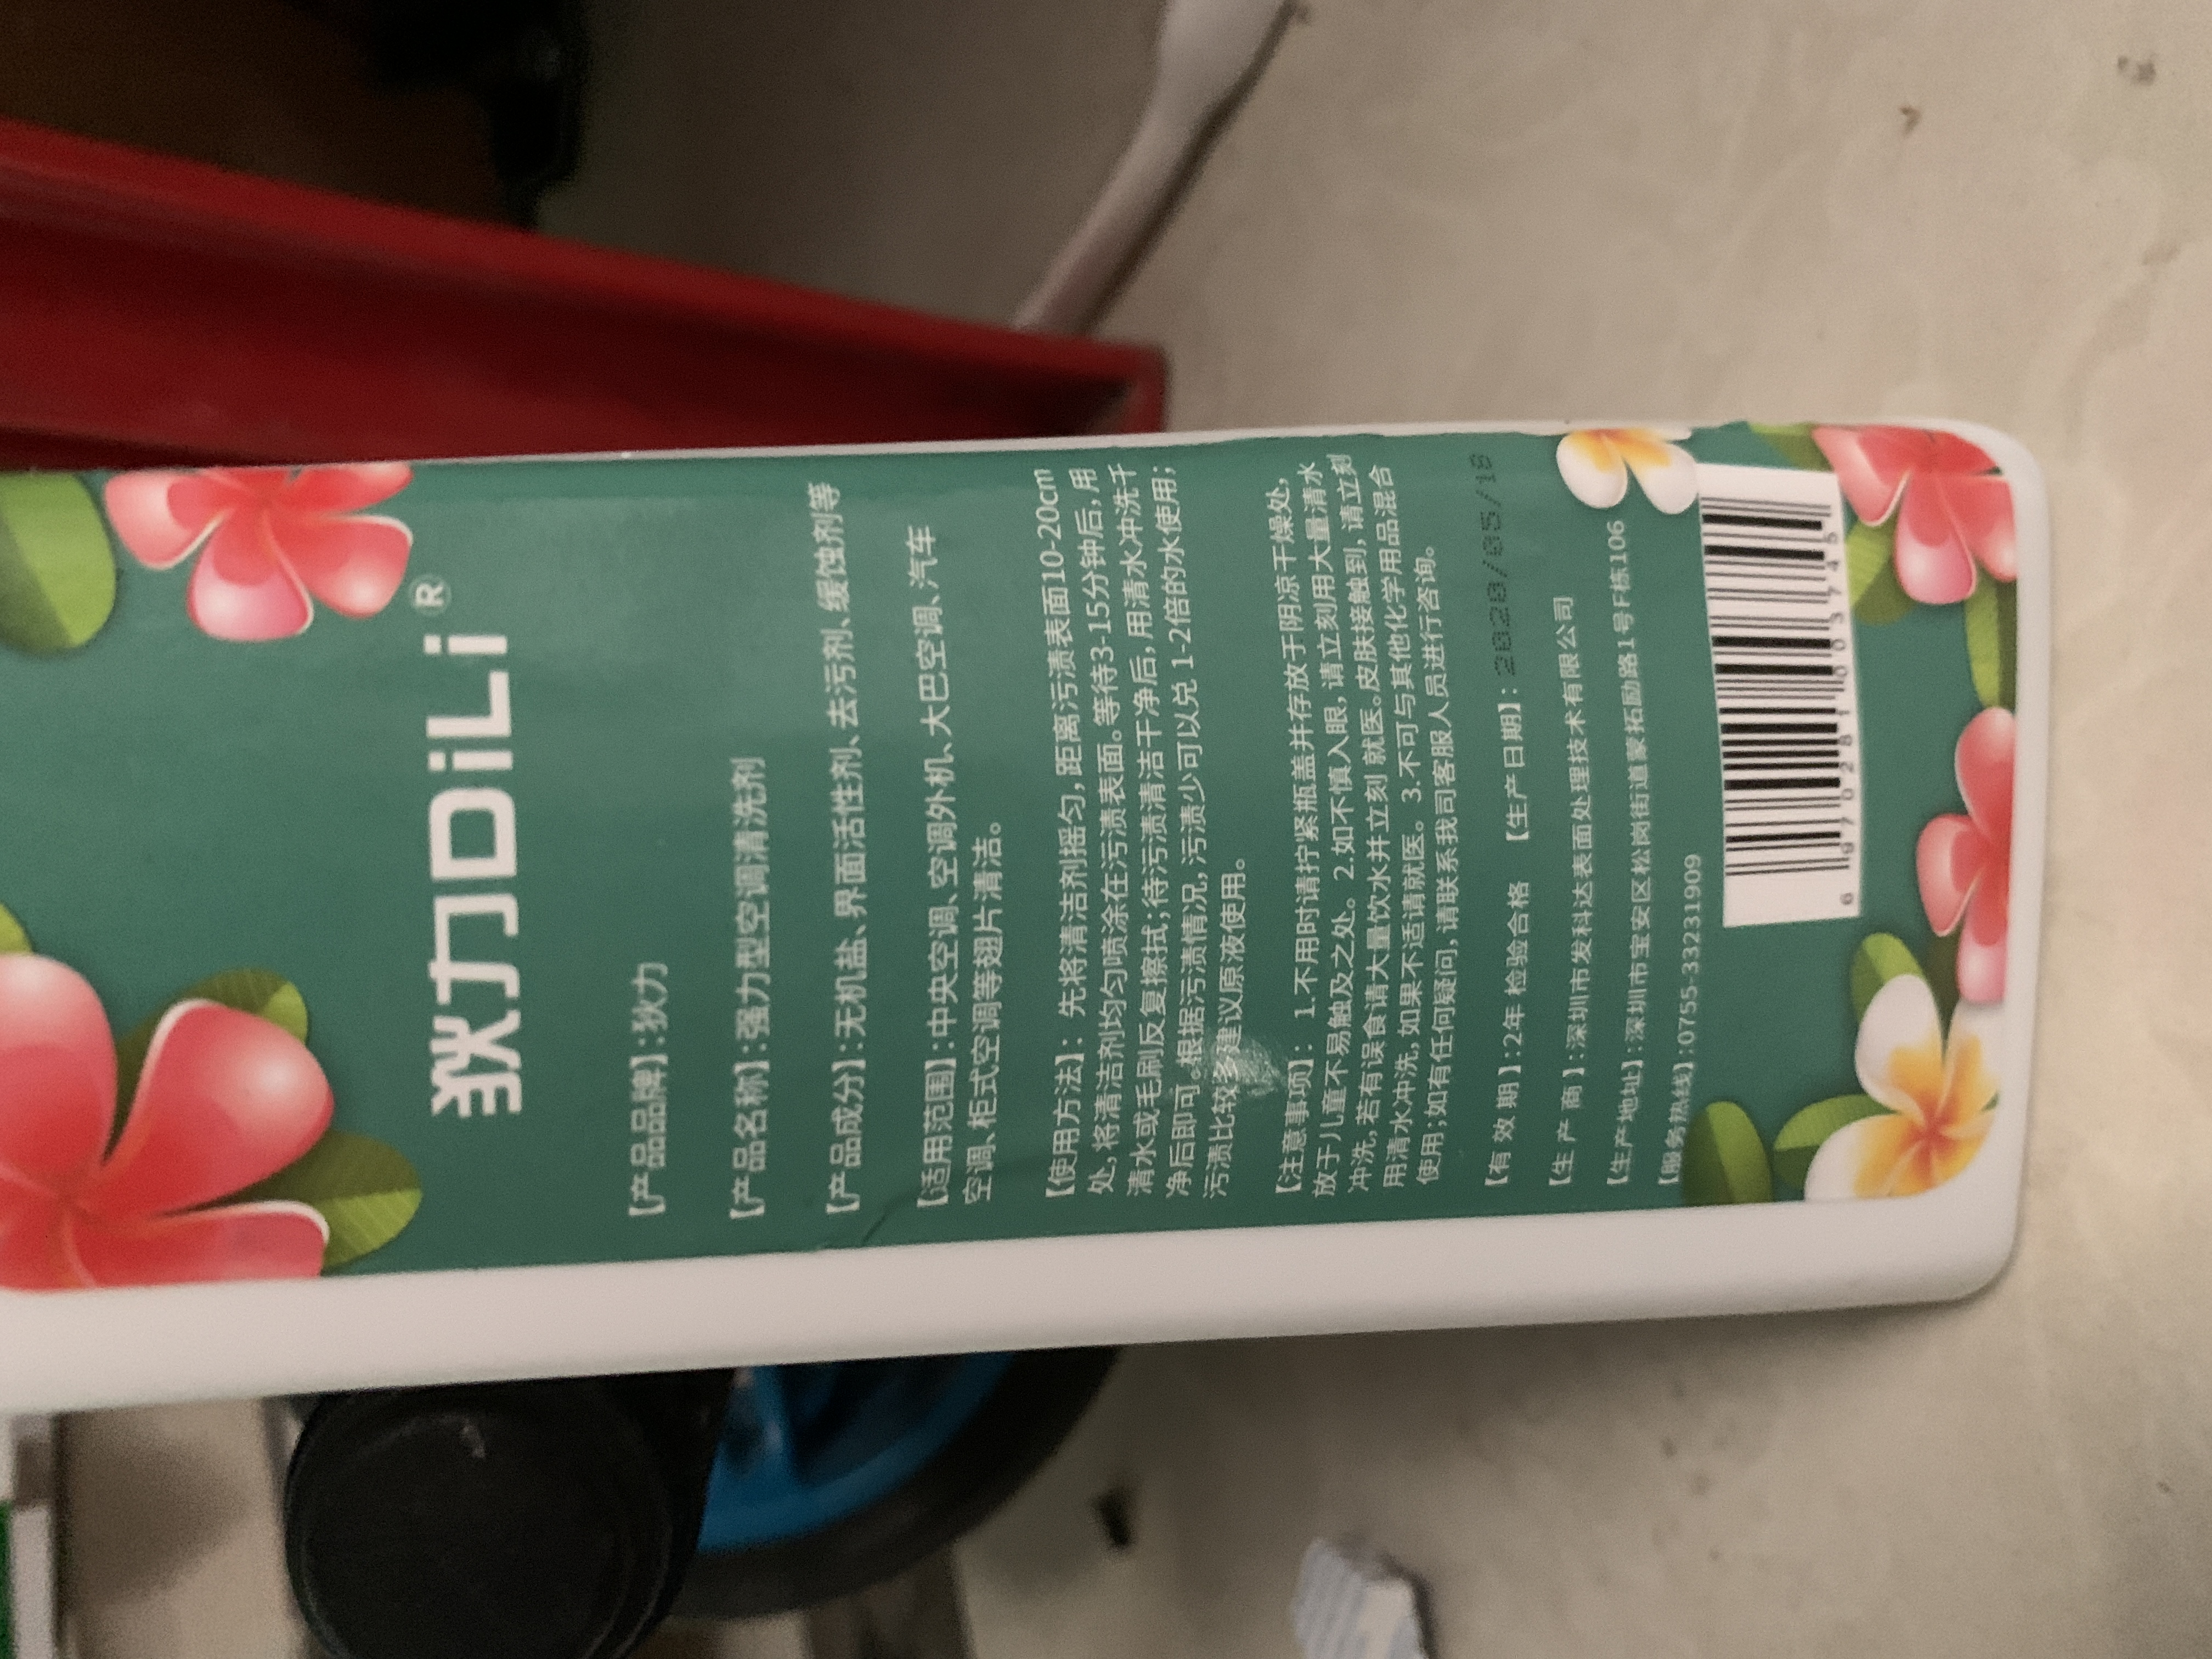 狄力DiLi®
【产品品牌】:狄力
【产品名称】:强力型空调清洗剂
【产品成分】:无机盐、界面活性剂、去污剂、缓蚀剂等
【适用范围】:中央空调、空调外机、大巴空调、汽车
空调、柜式空调等翅片清洁。
【使用方法】: 先将清洁剂摇匀,距离污渍表面10-20cm
处,将清洁剂均匀喷涂在污渍表面。等待3-15分钟后,用
清水或毛刷反复擦拭;待污渍清洁干净后,用清水冲洗干
净后即可。根据污渍情况,污渍少可以兑 1-2倍的水使用;
污渍比较多建议原液使用。
【注意事项】: 1.不用时请拧紧瓶盖并存放于阴凉干燥处,
放于儿童不易触及之处。2.如不慎入眼,请立刻用大量清水
冲洗,若有误食请大量饮水并立刻 就医。皮肤接触到,请立刻
用清水冲洗,如果不适请就医。3.不可与其他化学用品混合
使用;如有任何疑问,请联系我司客服人员进行咨询。
【有 效 期】:2年 检验合格 【生产日期】: 2020/05/18
【生 产 商】:深圳市发科达表面处理技术有限公司
【生产地址】:深圳市宝安区松岗街道蒙拓励路1号F栋106
【服务热线】:0755-33231909
6 970281 003745